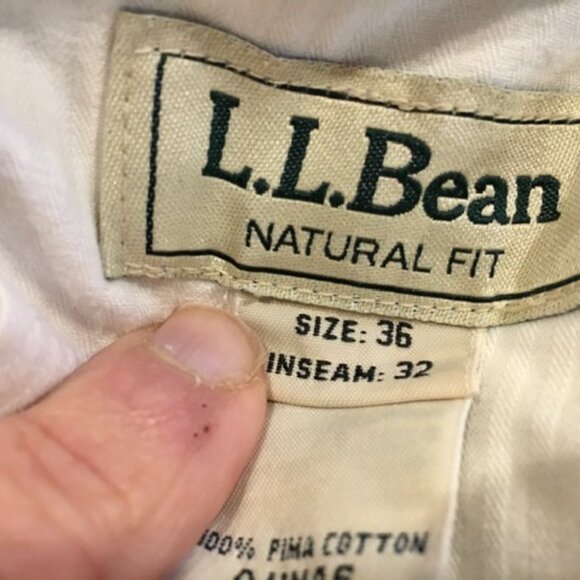 L.L.Bean
NATURAL FIT
SIZE: 36
INSEAM: 32
100% PIMA COTTON